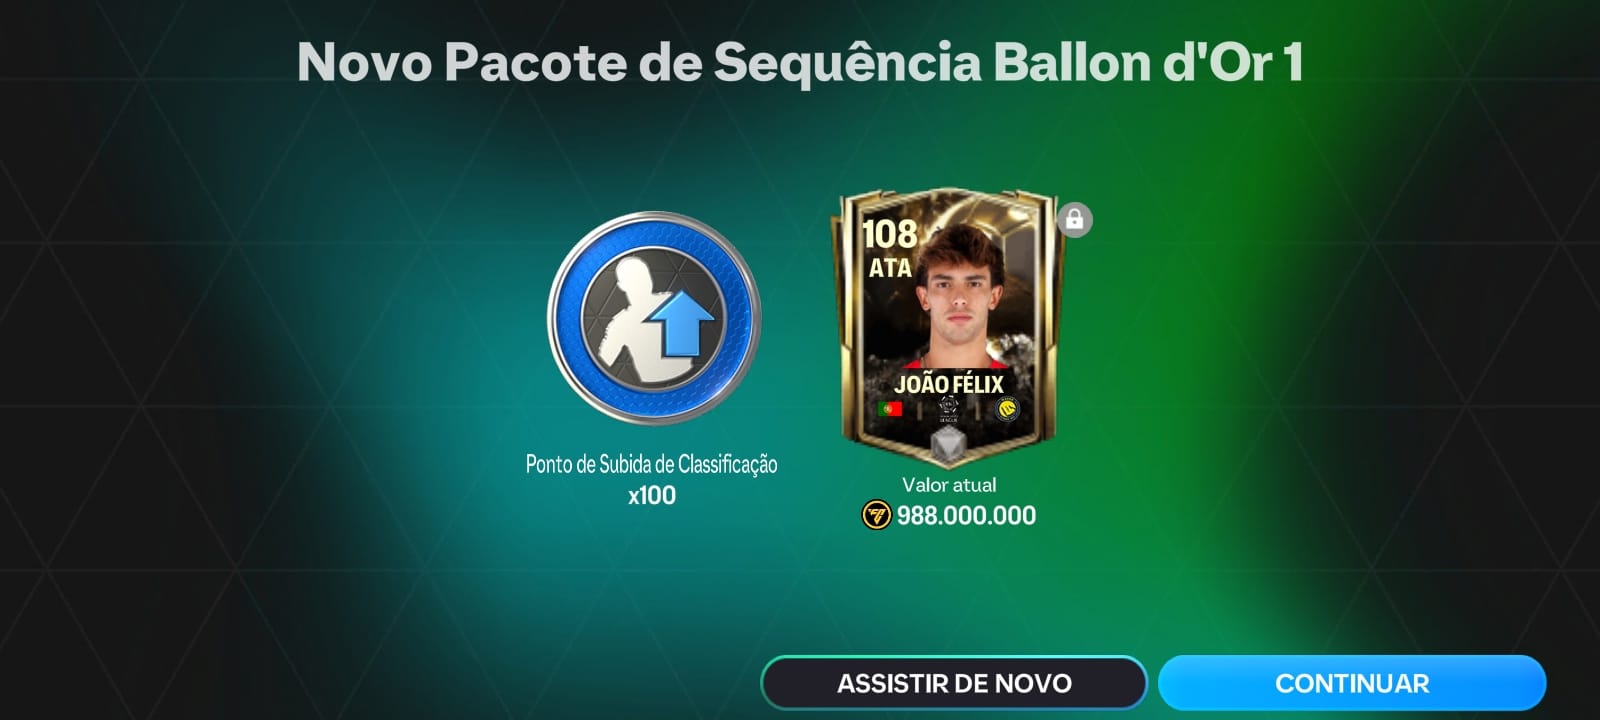 Novo Pacote de Sequência Ballon d'Or 1
108
ATA
JOÃO FÉLIX
Ponto de Subida de Classificação
x100
Valor atual
988.000.000
ASSISTIR DE NOVO
CONTINUAR